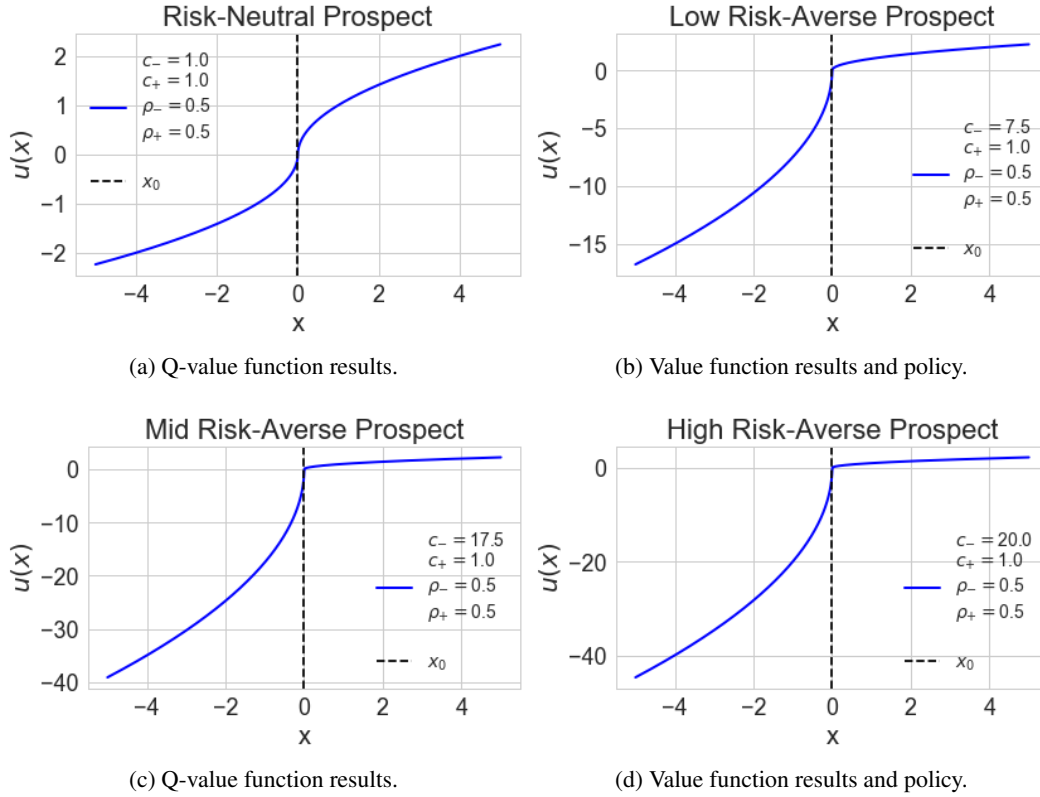 Risk-Neutral Prospect
2
1
0
−1
−2
u(x)
c₋ = 1.0
c₊ = 1.0
ρ₋ = 0.5
ρ₊ = 0.5
x₀
−4 −2 0 2 4
x
(a) Q-value function results.
Low Risk-Averse Prospect
0
−5
−10
−15
u(x)
c₋ = 7.5
c₊ = 1.0
ρ₋ = 0.5
ρ₊ = 0.5
x₀
−4 −2 0 2 4
x
(b) Value function results and policy.
Mid Risk-Averse Prospect
0
−10
−20
−30
−40
u(x)
c₋ = 17.5
c₊ = 1.0
ρ₋ = 0.5
ρ₊ = 0.5
x₀
−4 −2 0 2 4
x
(c) Q-value function results.
High Risk-Averse Prospect
0
−20
−40
u(x)
c₋ = 20.0
c₊ = 1.0
ρ₋ = 0.5
ρ₊ = 0.5
x₀
−4 −2 0 2 4
x
(d) Value function results and policy.